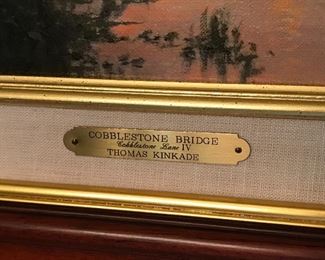 COBBLESTONE BRIDGE
Cobblestone Lane IV
THOMAS KINKADE